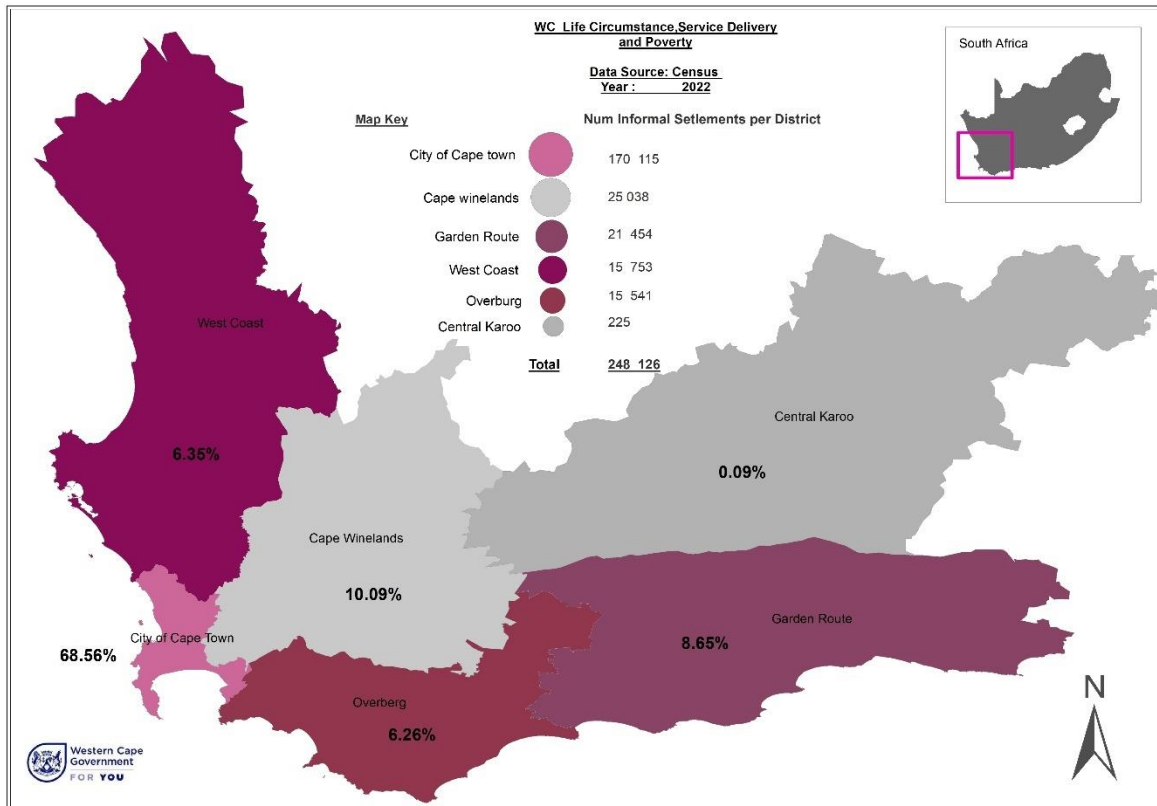 WC Life Circumstance,Service Delivery
and Poverty
Data Source: Census
Year : 2022
South Africa
Map Key
Num Informal Setlements per District
City of Cape town 170 115
Cape winelands 25 038
Garden Route 21 454
West Coast 15 753
Overburg 15 541
Central Karoo 225
Total 248 126
West Coast
6.35%
Central Karoo
0.09%
Cape Winelands
10.09%
City of Cape Town
68.56%
Garden Route
8.65%
Overberg
6.26%
N
Western Cape
Government
FOR YOU